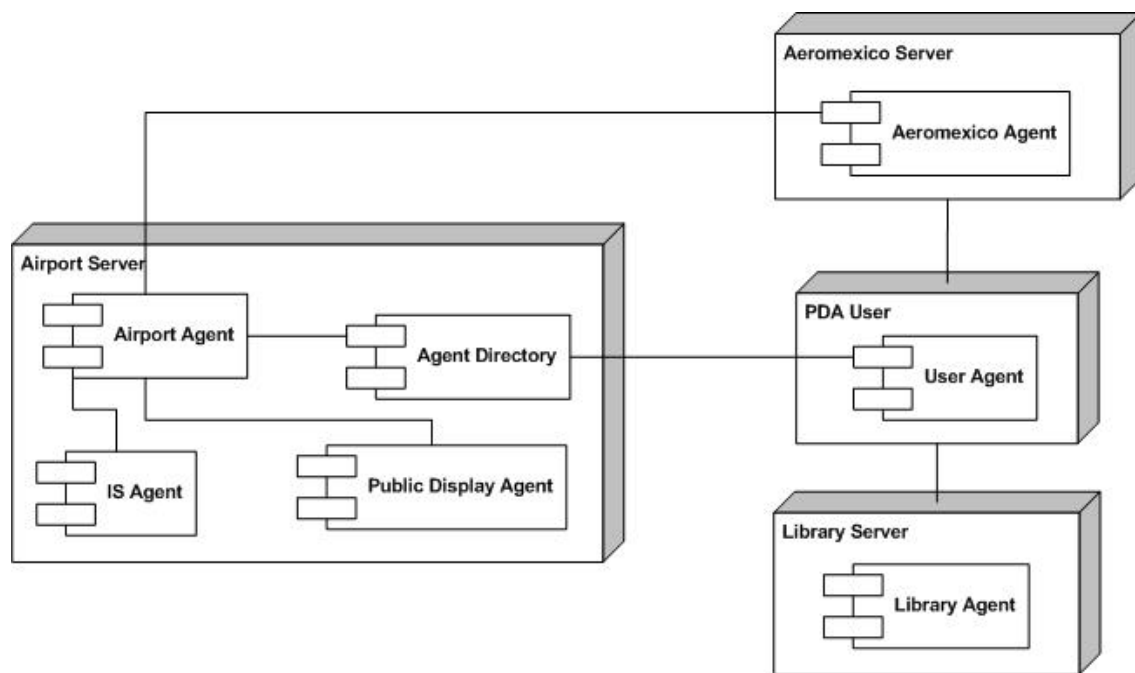 Aeromexico Server
Aeromexico Agent
Airport Server
Airport Agent
Agent Directory
IS Agent
Public Display Agent
PDA User
User Agent
Library Server
Library Agent